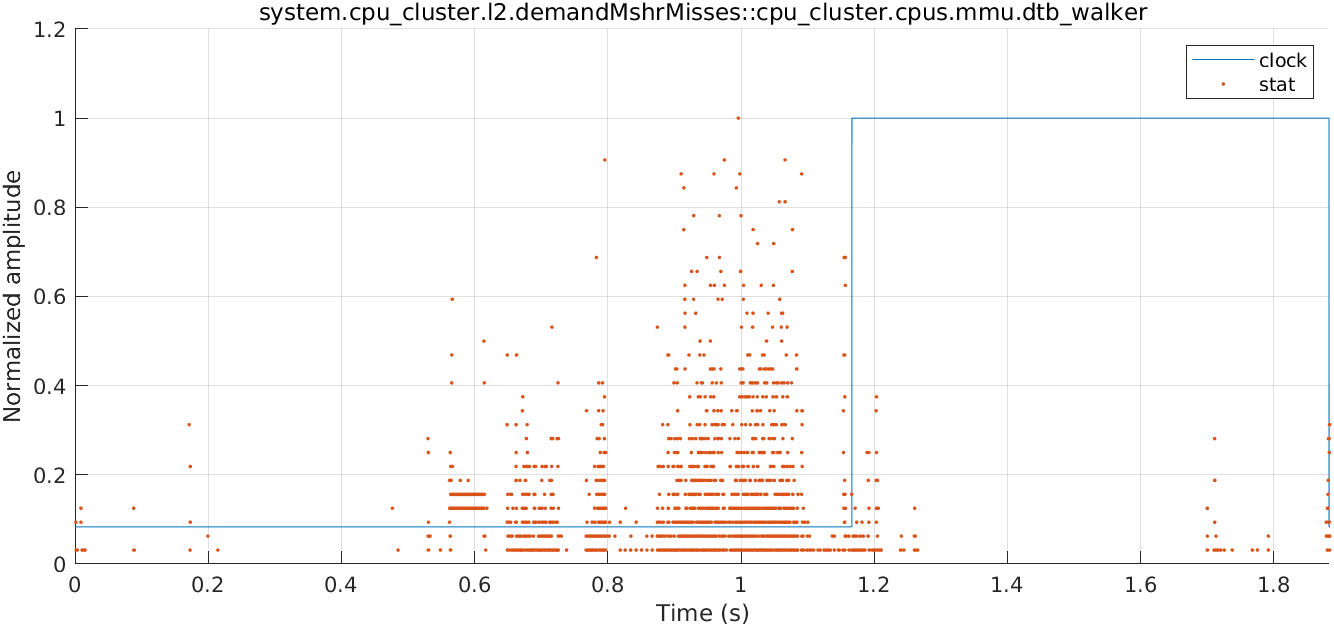 system.cpu_cluster.l2.demandMshrMisses::cpu_cluster.cpus.mmu.dtb_walker
1.2
1
0.8
0.6
0.4
0.2
0
Normalized amplitude
clock
stat
0 0.2 0.4 0.6 0.8 1 1.2 1.4 1.6 1.8
Time (s)